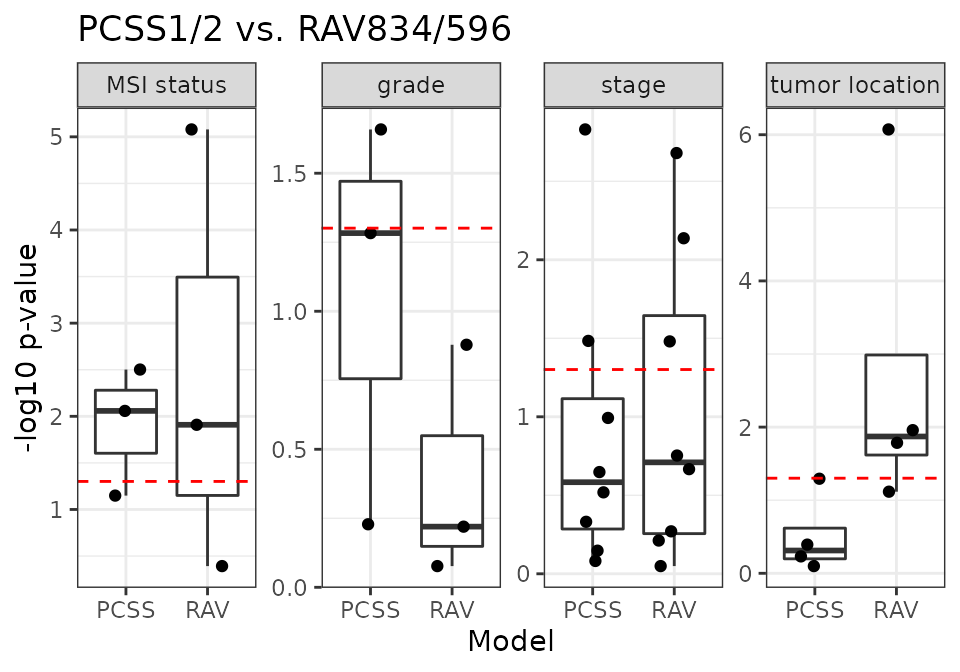 PCSS1/2 vs. RAV834/596
MSI status
grade
stage
tumor location
-log10 p-value
5
4
3
2
1
1.5
1.0
0.5
0.0
2
1
0
6
4
2
0
PCSS RAV
PCSS RAV
PCSS RAV
PCSS RAV
Model